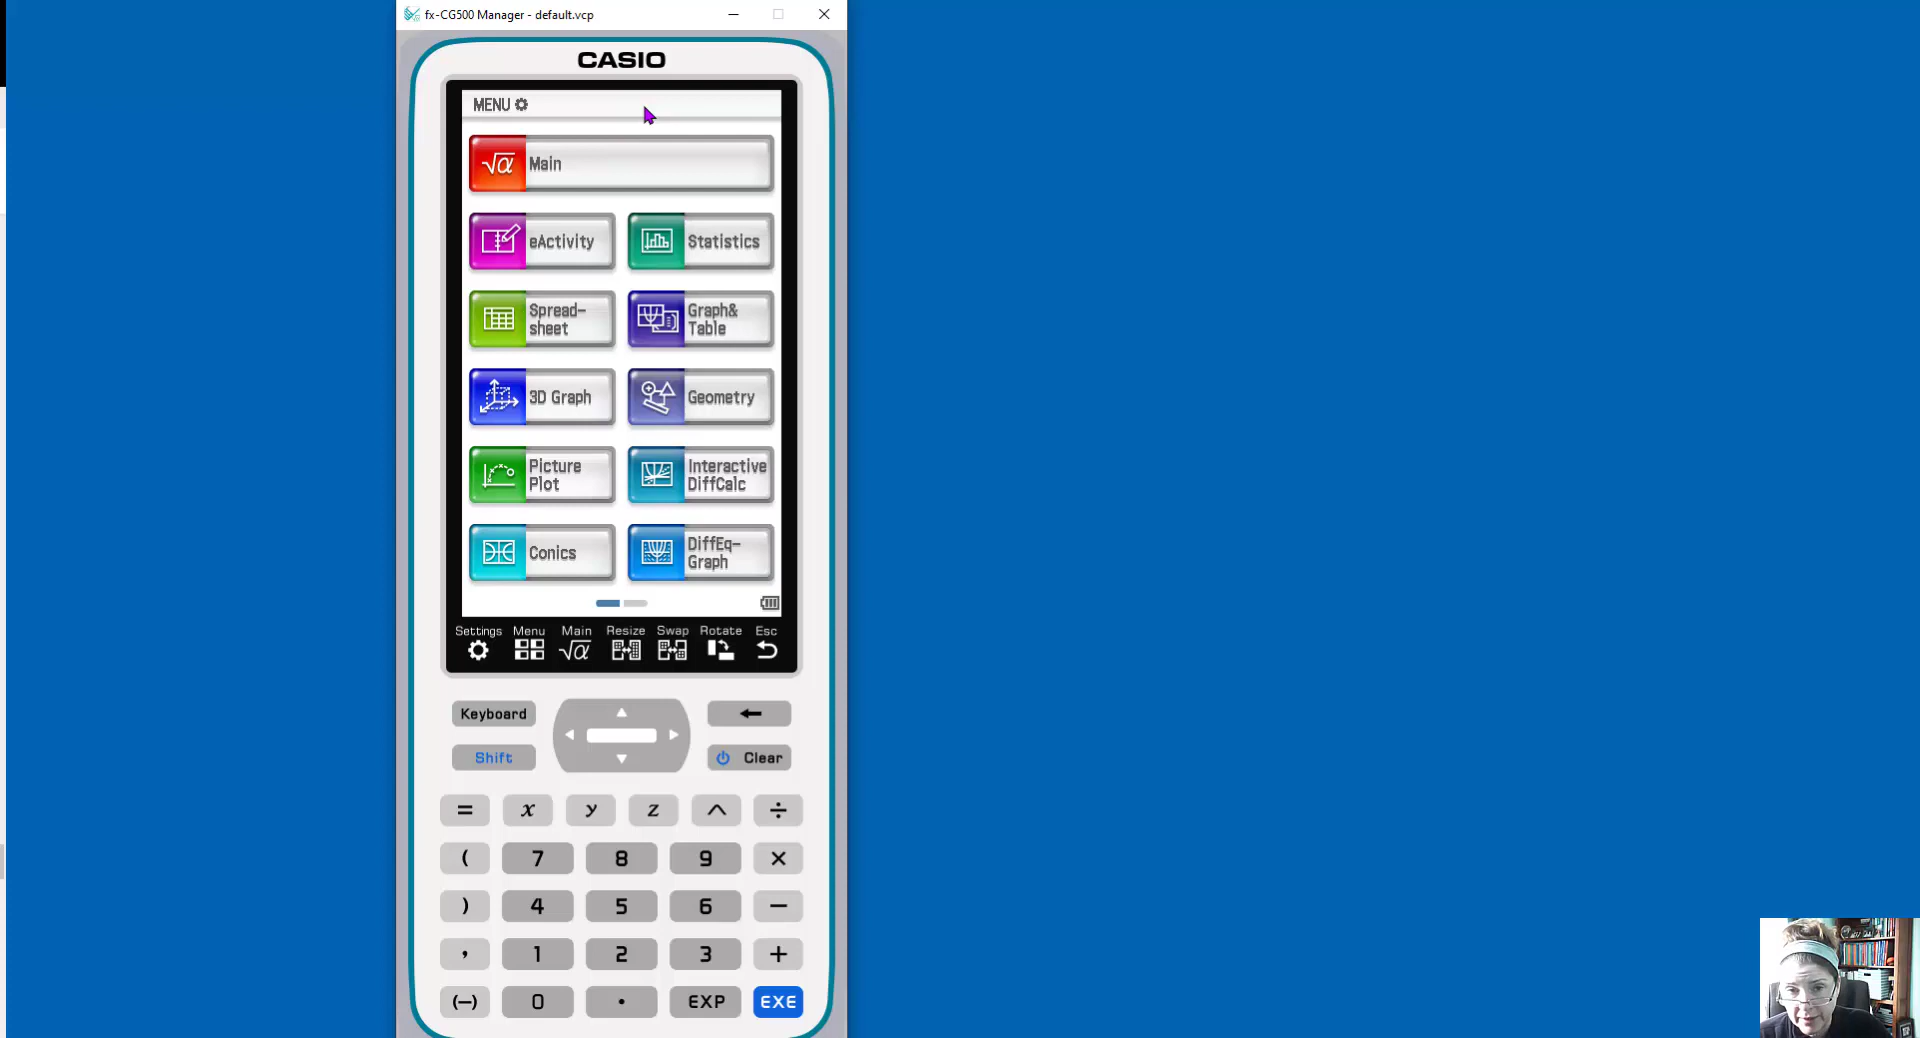 fx-CG500 Manager - default.vcp
CASIO
MENU
√α Main
eActivity
Statistics
Spread-
sheet
Graph&
Table
3D Graph
Geometry
Picture
Plot
Interactive
DiffCalc
Conics
DiffEq-
Graph
Settings Menu Main Resize Swap Rotate Esc
√α
Keyboard
Shift
Clear
= x y z ^ ÷
( 7 8 9 ×
) 4 5 6 −
, 1 2 3 +
(−) 0 . EXP EXE